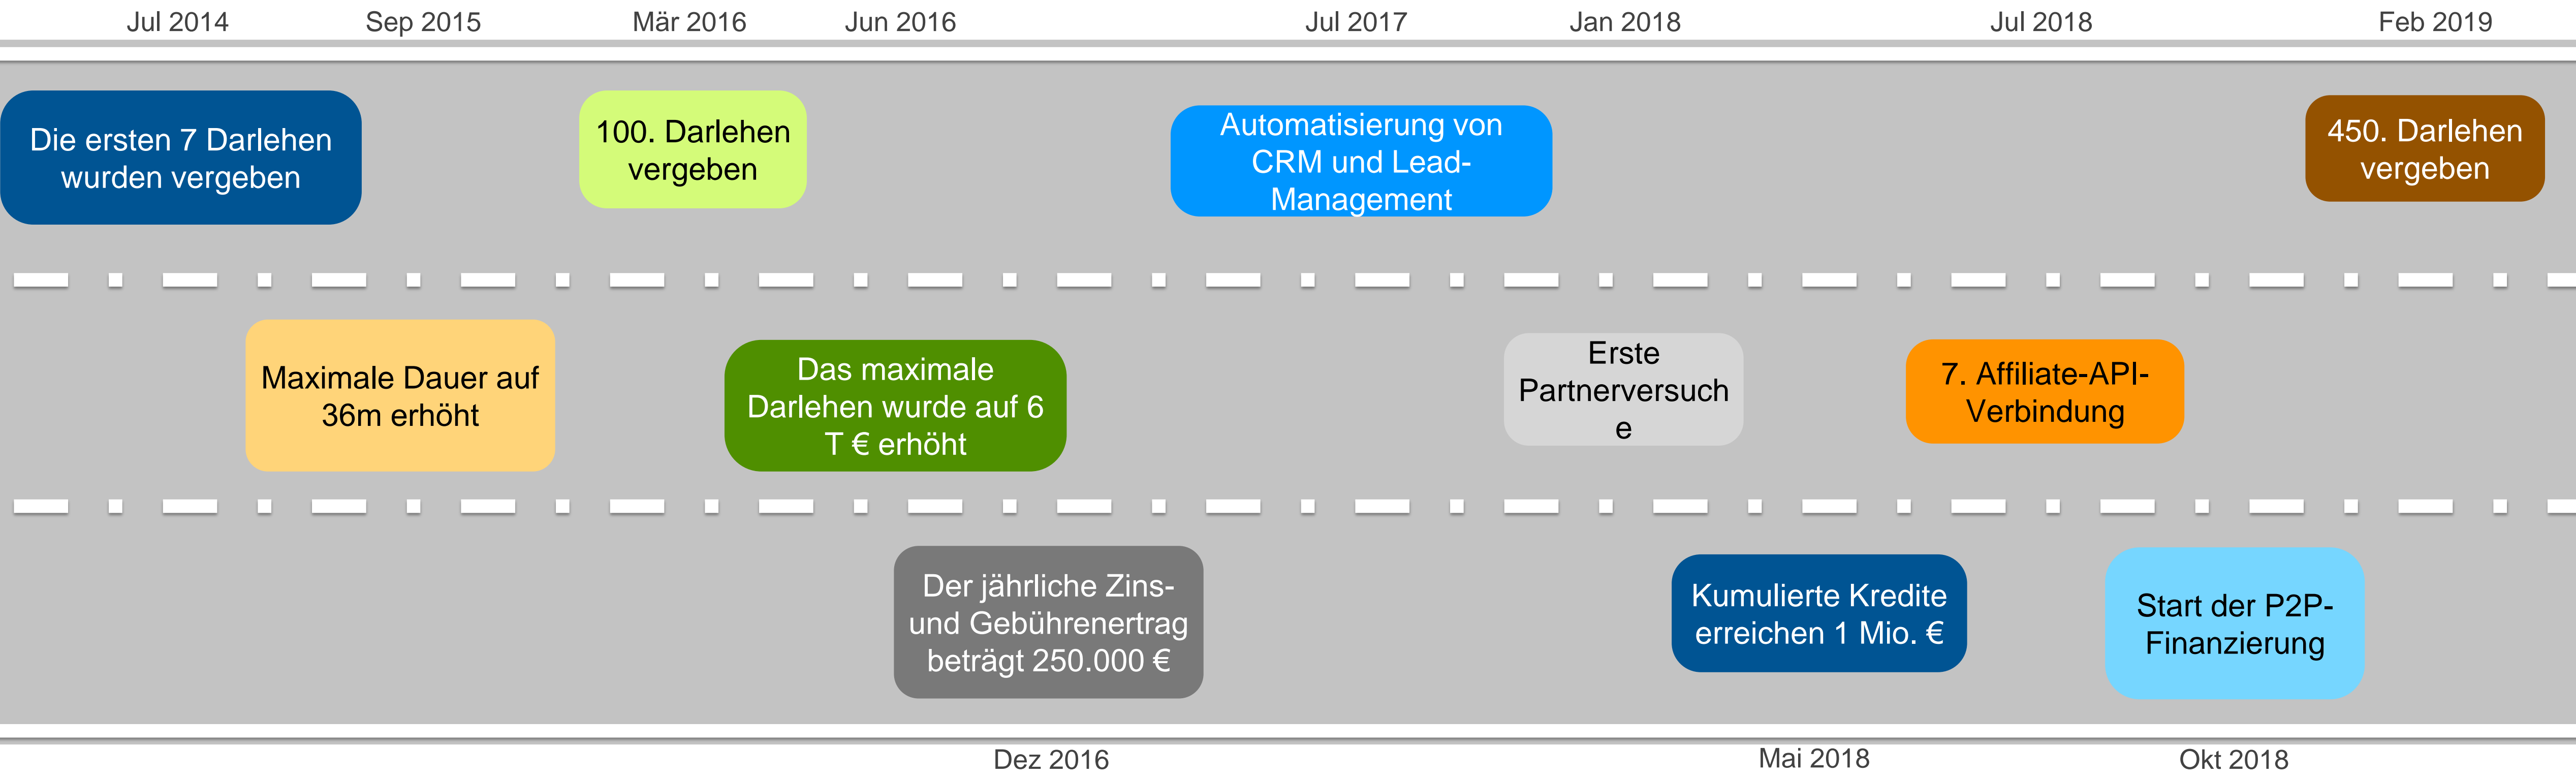 Jul 2014
Sep 2015
Mär 2016
Jun 2016
Jul 2017
Jan 2018
Jul 2018
Feb 2019
Die ersten 7 Darlehen
wurden vergeben
100. Darlehen
vergeben
Automatisierung von
CRM und Lead-
Management
450. Darlehen
vergeben
Maximale Dauer auf
36m erhöht
Das maximale
Darlehen wurde auf 6
T € erhöht
Erste
Partnerversuch
e
7. Affiliate-API-
Verbindung
Der jährliche Zins-
und Gebührenertrag
beträgt 250.000 €
Kumulierte Kredite
erreichen 1 Mio. €
Start der P2P-
Finanzierung
Dez 2016
Mai 2018
Okt 2018